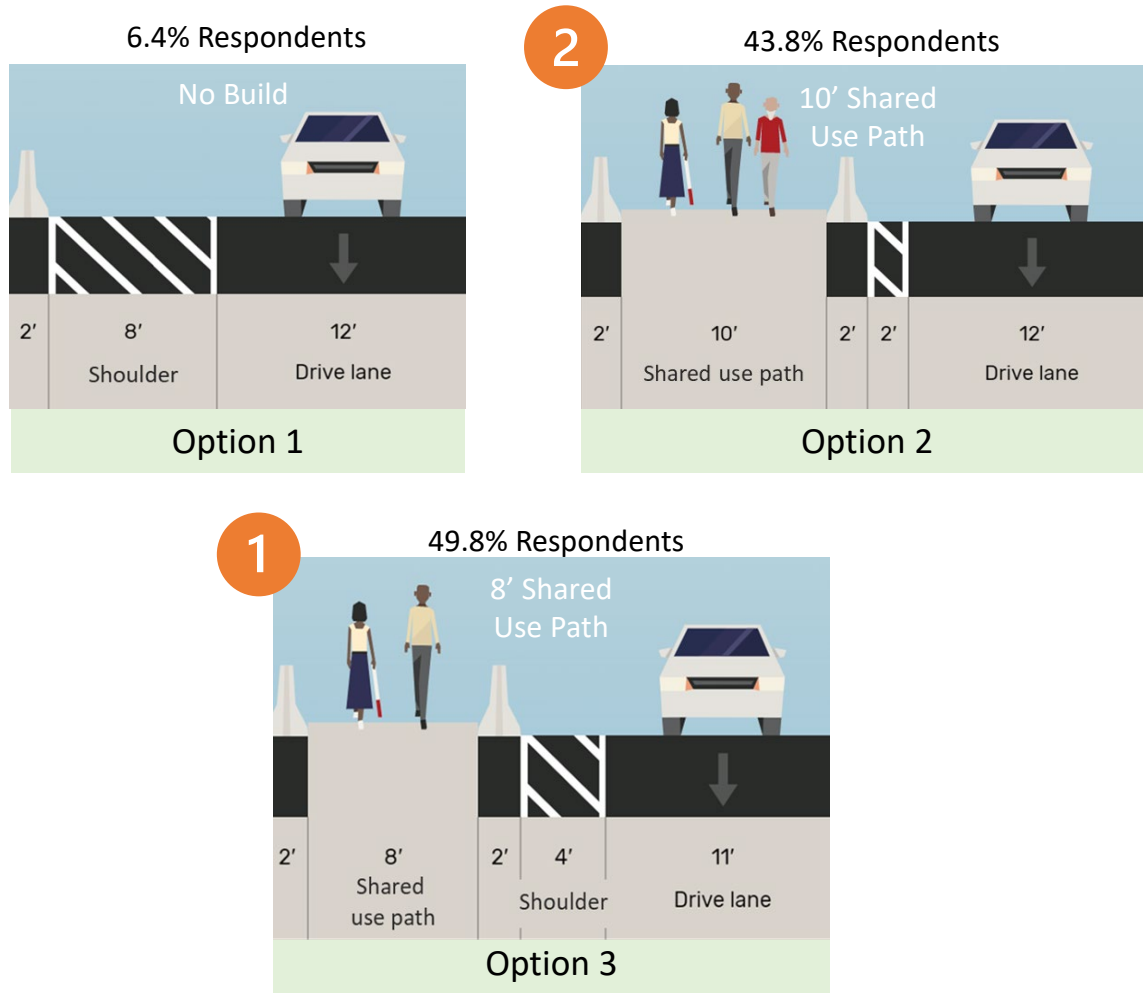 6.4% Respondents
No Build
2′ 8′ 12′
Shoulder Drive lane
Option 1
2
43.8% Respondents
10’ Shared
Use Path
2′ 10′ 2′ 2′ 12′
Shared use path Drive lane
Option 2
1
49.8% Respondents
8’ Shared
Use Path
2′ 8′ 2′ 4′ 11′
Shared
use path
Shoulder Drive lane
Option 3